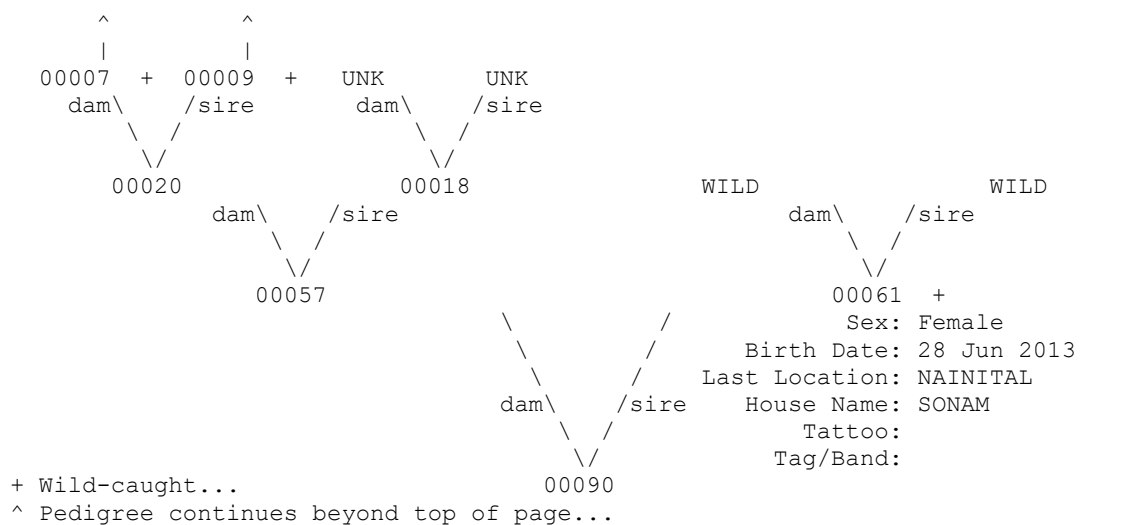 ^ ^
| |
00007 + 00009 + UNK UNK
dam\ /sire dam\ /sire
\ / \ /
\/ \/
00020 00018 WILD WILD
dam\ /sire dam\ /sire
\ / \ /
\/ \/
00057 00061 +
\ / Sex: Female
\ / Birth Date: 28 Jun 2013
\ / Last Location: NAINITAL
dam\ /sire House Name: SONAM
\ / Tattoo:
\/ Tag/Band:
+ Wild-caught... 00090
^ Pedigree continues beyond top of page...